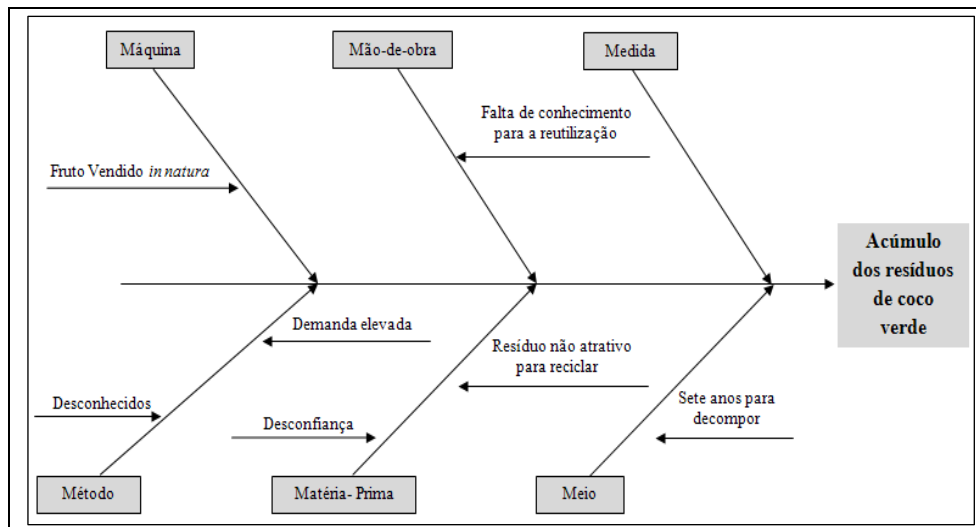 Máquina
Mão-de-obra
Medida
Falta de conhecimento
para a reutilização
Fruto Vendido in natura
Acúmulo
dos resíduos
de coco
verde
Demanda elevada
Resíduo não atrativo
para reciclar
Desconhecidos
Desconfiança
Sete anos para
decompor
Método
Matéria- Prima
Meio